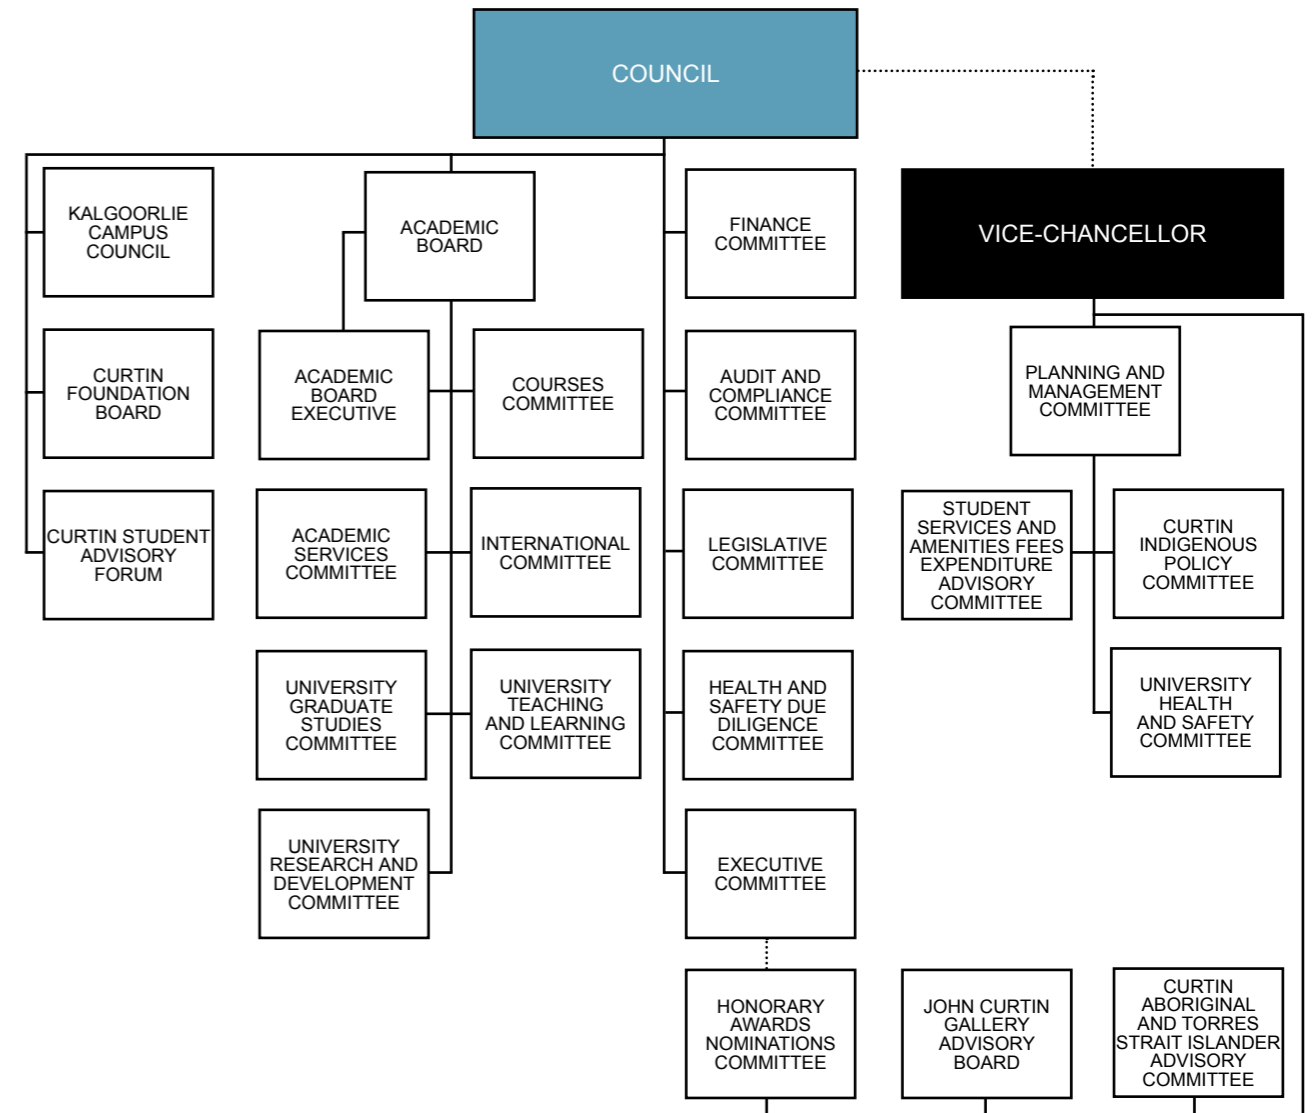 COUNCIL
KALGOORLIE
CAMPUS
COUNCIL
ACADEMIC
BOARD
FINANCE
COMMITTEE
VICE-CHANCELLOR
CURTIN
FOUNDATION
BOARD
ACADEMIC
BOARD
EXECUTIVE
COURSES
COMMITTEE
AUDIT AND
COMPLIANCE
COMMITTEE
PLANNING AND
MANAGEMENT
COMMITTEE
CURTIN STUDENT
ADVISORY
FORUM
ACADEMIC
SERVICES
COMMITTEE
INTERNATIONAL
COMMITTEE
LEGISLATIVE
COMMITTEE
STUDENT
SERVICES AND
AMENITIES FEES
EXPENDITURE
ADVISORY
COMMITTEE
CURTIN
INDIGENOUS
POLICY
COMMITTEE
UNIVERSITY
GRADUATE
STUDIES
COMMITTEE
UNIVERSITY
TEACHING
AND LEARNING
COMMITTEE
HEALTH AND
SAFETY DUE
DILIGENCE
COMMITTEE
UNIVERSITY
HEALTH
AND SAFETY
COMMITTEE
UNIVERSITY
RESEARCH AND
DEVELOPMENT
COMMITTEE
EXECUTIVE
COMMITTEE
HONORARY
AWARDS
NOMINATIONS
COMMITTEE
JOHN CURTIN
GALLERY
ADVISORY
BOARD
CURTIN
ABORIGINAL
AND TORRES
STRAIT ISLANDER
ADVISORY
COMMITTEE